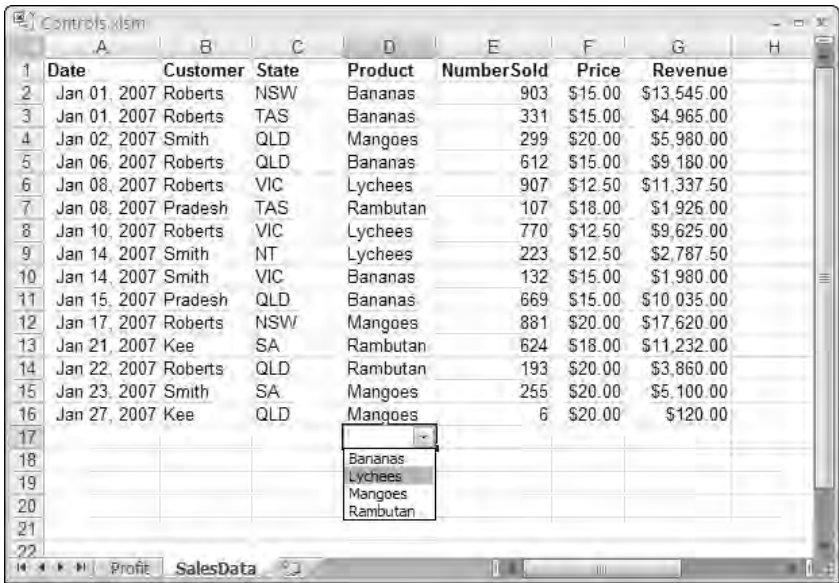 Controls.xlsm
A B C D E F G H
1 Date Customer State Product NumberSold Price Revenue
2 Jan 01, 2007 Roberts NSW Bananas 903 $15.00 $13,545.00
3 Jan 01, 2007 Roberts TAS Bananas 331 $15.00 $4,965.00
4 Jan 02, 2007 Smith QLD Mangoes 299 $20.00 $5,980.00
5 Jan 06, 2007 Roberts QLD Bananas 612 $15.00 $9,180.00
6 Jan 08, 2007 Roberts VIC Lychees 907 $12.50 $11,337.50
7 Jan 08, 2007 Pradesh TAS Rambutan 107 $18.00 $1,926.00
8 Jan 10, 2007 Roberts VIC Lychees 770 $12.50 $9,625.00
9 Jan 14, 2007 Smith NT Lychees 223 $12.50 $2,787.50
10 Jan 14, 2007 Smith VIC Bananas 132 $15.00 $1,980.00
11 Jan 15, 2007 Pradesh QLD Bananas 669 $15.00 $10,035.00
12 Jan 17, 2007 Roberts NSW Mangoes 881 $20.00 $17,620.00
13 Jan 21, 2007 Kee SA Rambutan 624 $18.00 $11,232.00
14 Jan 22, 2007 Roberts QLD Rambutan 193 $20.00 $3,860.00
15 Jan 23, 2007 Smith SA Mangoes 255 $20.00 $5,100.00
16 Jan 27, 2007 Kee QLD Mangoes 6 $20.00 $120.00
17
18 Bananas
19 Lychees
20 Mangoes
Rambutan
21
22
Profit SalesData